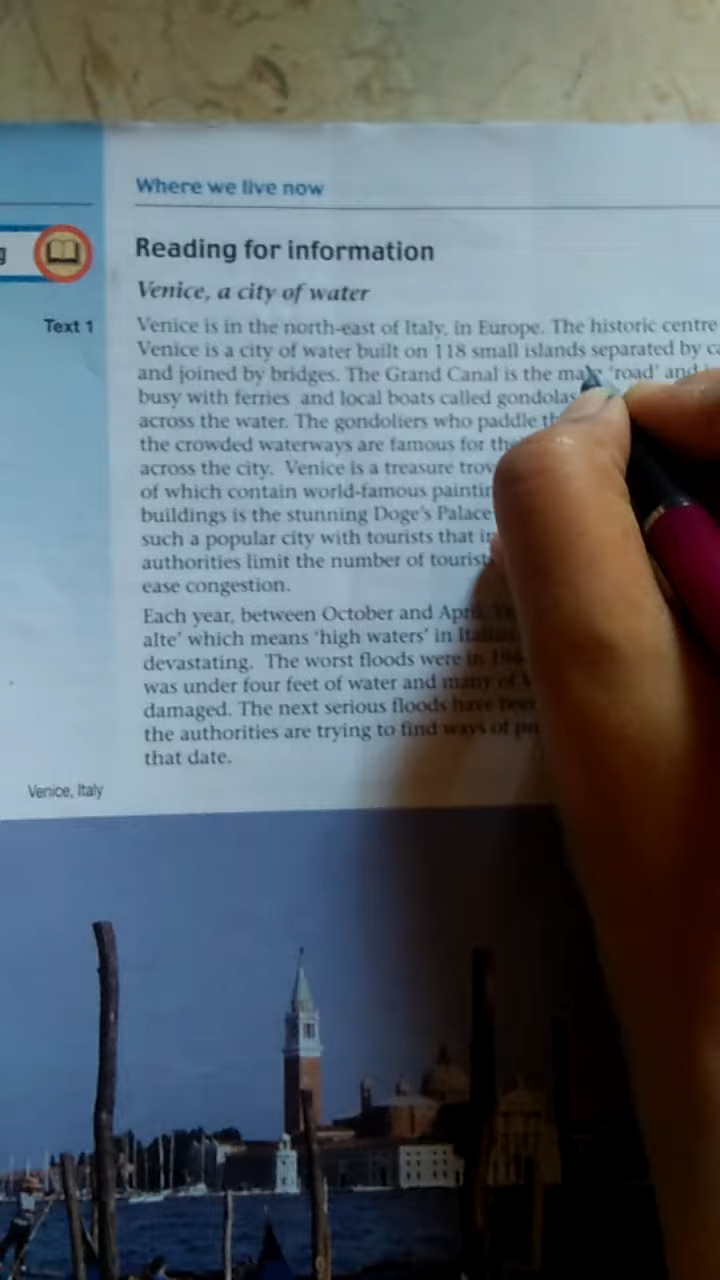 Where we live now
g
Reading for information
Venice, a city of water
Text 1
Venice is in the north-east of Italy, in Europe. The historic centre
Venice is a city of water built on 118 small islands separated by ca
and joined by bridges. The Grand Canal is the ma 'road' and
busy with ferries and local boats called gondolas
across the water. The gondoliers who paddle th
the crowded waterways are famous for the
across the city. Venice is a treasure trov
of which contain world-famous paintin
buildings is the stunning Doge's Palace
such a popular city with tourists that in
authorities limit the number of tourists
ease congestion.
Each year, between October and April
alte' which means 'high waters' in Italian
devastating. The worst floods were in 196
was under four feet of water and many of
damaged. The next serious floods have been
the authorities are trying to find ways of pr
that date.
Venice, Italy